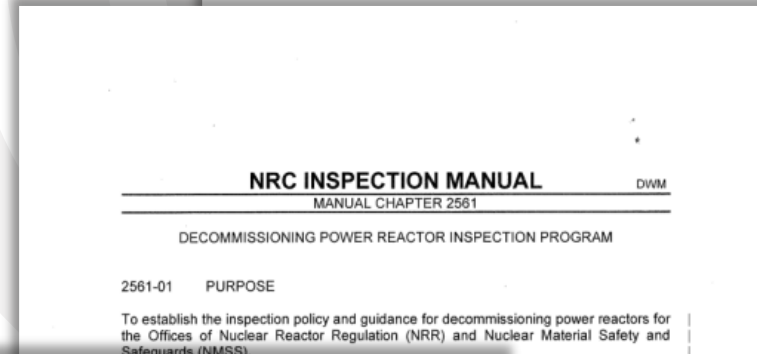 NRC INSPECTION MANUAL DWM
MANUAL CHAPTER 2561
DECOMMISSIONING POWER REACTOR INSPECTION PROGRAM
2561-01 PURPOSE
To establish the inspection policy and guidance for decommissioning power reactors for
the Offices of Nuclear Reactor Regulation (NRR) and Nuclear Material Safety and
Safeguards (NMSS)